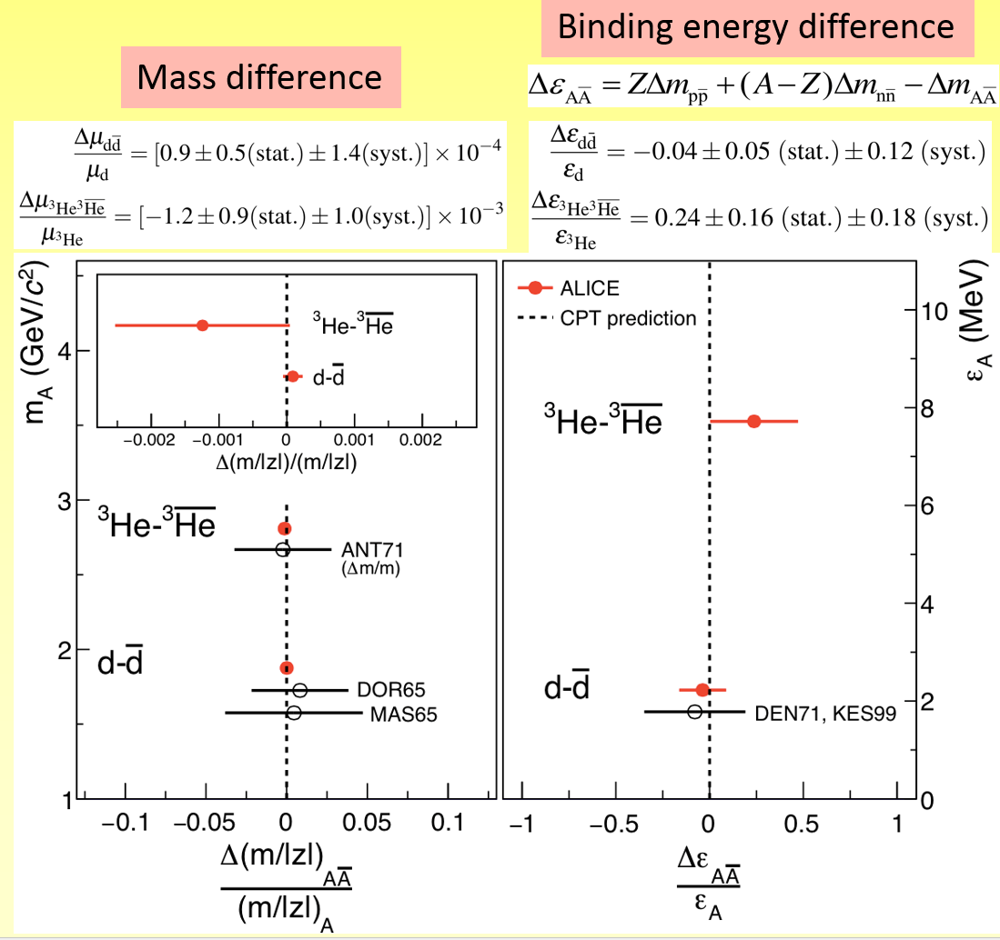 Mass difference
Δμ_dd̅/μ_d = [0.9 ± 0.5(stat.) ± 1.4(syst.)] × 10⁻⁴
Δμ_³He³H̅e̅/μ_³He = [−1.2 ± 0.9(stat.) ± 1.0(syst.)] × 10⁻³
Binding energy difference
Δε_AA̅ = ZΔm_pp̅ + (A−Z)Δm_nn̅ − Δm_AA̅
Δε_dd̅/ε_d = −0.04 ± 0.05 (stat.) ± 0.12 (syst.)
Δε_³He³H̅e̅/ε_³He = 0.24 ± 0.16 (stat.) ± 0.18 (syst.)
m_A (GeV/c²)
4
3
2
1
³He-³H̅e̅
d-d̅
−0.002 −0.001 0 0.001 0.002
Δ(m/|z|)/(m/|z|)
³He-³H̅e̅
ANT71
(Δm/m)
d-d̅
DOR65
MAS65
−0.1 −0.05 0 0.05 0.1
Δ(m/|z|)_AA̅
(m/|z|)_A
ALICE
CPT prediction
³He-³H̅e̅
d-d̅
DEN71, KES99
ε_A (MeV)
10
8
6
4
2
0
−1 −0.5 0 0.5 1
Δε_AA̅
ε_A